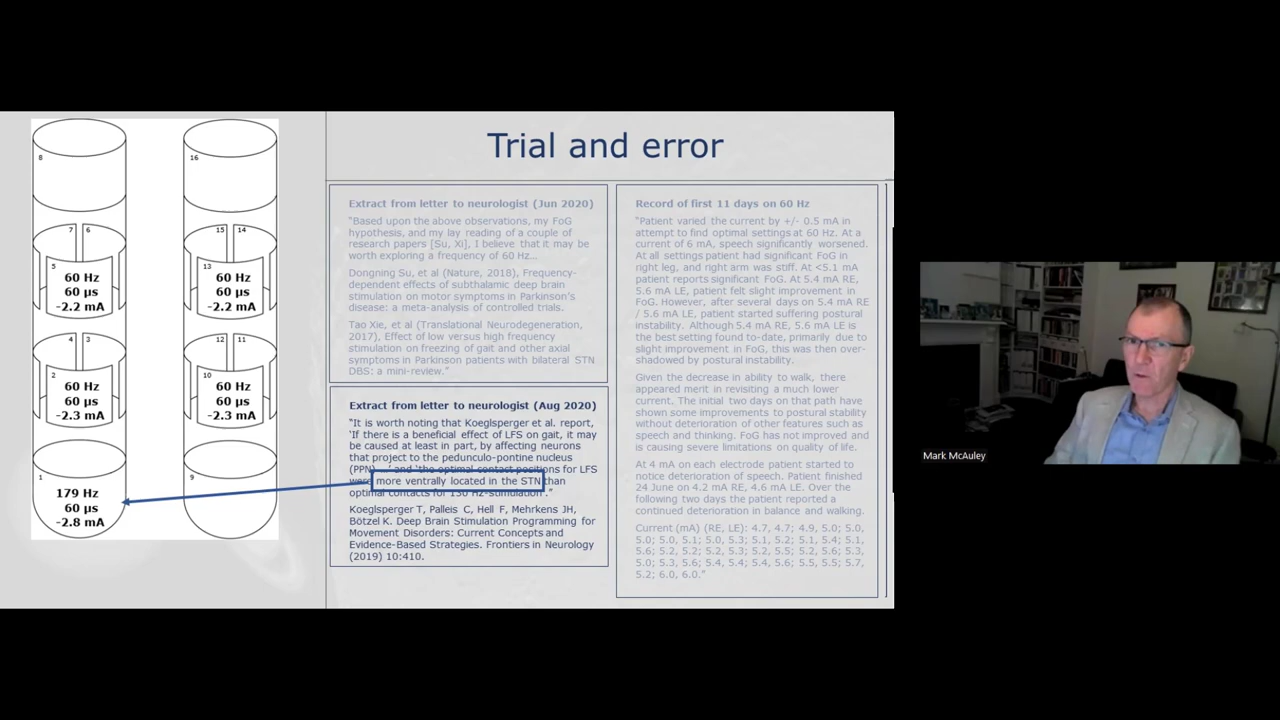 Trial and error
8
16
7 6
15 14
5
13
60 Hz
60 µs
-2.2 mA
60 Hz
60 µs
-2.2 mA
4 3
12 11
2
10
60 Hz
60 µs
-2.3 mA
60 Hz
60 µs
-2.3 mA
1
9
179 Hz
60 µs
-2.8 mA
Extract from letter to neurologist (Jun 2020)
“Based upon the above observations, my FoG
hypothesis, and my lay reading of a couple of
research papers [Su, Xi], I believe that it may be
worth exploring a frequency of 60 Hz…
Dongning Su, et al (Nature, 2018), Frequency-
dependent effects of subthalamic deep brain
stimulation on motor symptoms in Parkinson’s
disease: a meta-analysis of controlled trials.
Tao Xie, et al (Translational Neurodegeneration,
2017), Effect of low versus high frequency
stimulation on freezing of gait and other axial
symptoms in Parkinson patients with bilateral STN
DBS: a mini-review.”
Extract from letter to neurologist (Aug 2020)
“It is worth noting that Koeglsperger et al. report,
‘If there is a beneficial effect of LFS on gait, it may
be caused at least in part, by affecting neurons
that project to the pedunculo-pontine nucleus
(PPN) …’ and ‘the optimal contact positions for LFS
were more ventrally located in the STN than
optimal contacts for 130 Hz-stimulation’.”
Koeglsperger T, Palleis C, Hell F, Mehrkens JH,
Bötzel K. Deep Brain Stimulation Programming for
Movement Disorders: Current Concepts and
Evidence-Based Strategies. Frontiers in Neurology
(2019) 10:410.
Record of first 11 days on 60 Hz
“Patient varied the current by +/- 0.5 mA in
attempt to find optimal settings at 60 Hz. At a
current of 6 mA, speech significantly worsened.
At all settings patient had significant FoG in
right leg, and right arm was stiff. At <5.1 mA
patient reports significant FoG. At 5.4 mA RE,
5.6 mA LE, patient felt slight improvement in
FoG. However, after several days on 5.4 mA RE
/ 5.6 mA LE, patient started suffering postural
instability. Although 5.4 mA RE, 5.6 mA LE is
the best setting found to-date, primarily due to
slight improvement in FoG, this was then over-
shadowed by postural instability.
Given the decrease in ability to walk, there
appeared merit in revisiting a much lower
current. The initial two days on that path have
shown some improvements to postural stability
without deterioration of other features such as
speech and thinking. FoG has not improved and
is causing severe limitations on quality of life.
At 4 mA on each electrode patient started to
notice deterioration of speech. Patient finished
24 June on 4.2 mA RE, 4.6 mA LE. Over the
following two days the patient reported a
continued deterioration in balance and walking.
Current (mA) (RE, LE): 4.7, 4.7; 4.9, 5.0; 5.0,
5.0; 5.0, 5.1; 5.0, 5.3; 5.1, 5.2; 5.1, 5.4; 5.1,
5.6; 5.2, 5.2; 5.2, 5.3; 5.2, 5.5; 5.2, 5.6; 5.3,
5.0; 5.3, 5.6; 5.4, 5.4; 5.4, 5.6; 5.5, 5.5; 5.7,
5.2; 6.0, 6.0.”
Mark McAuley